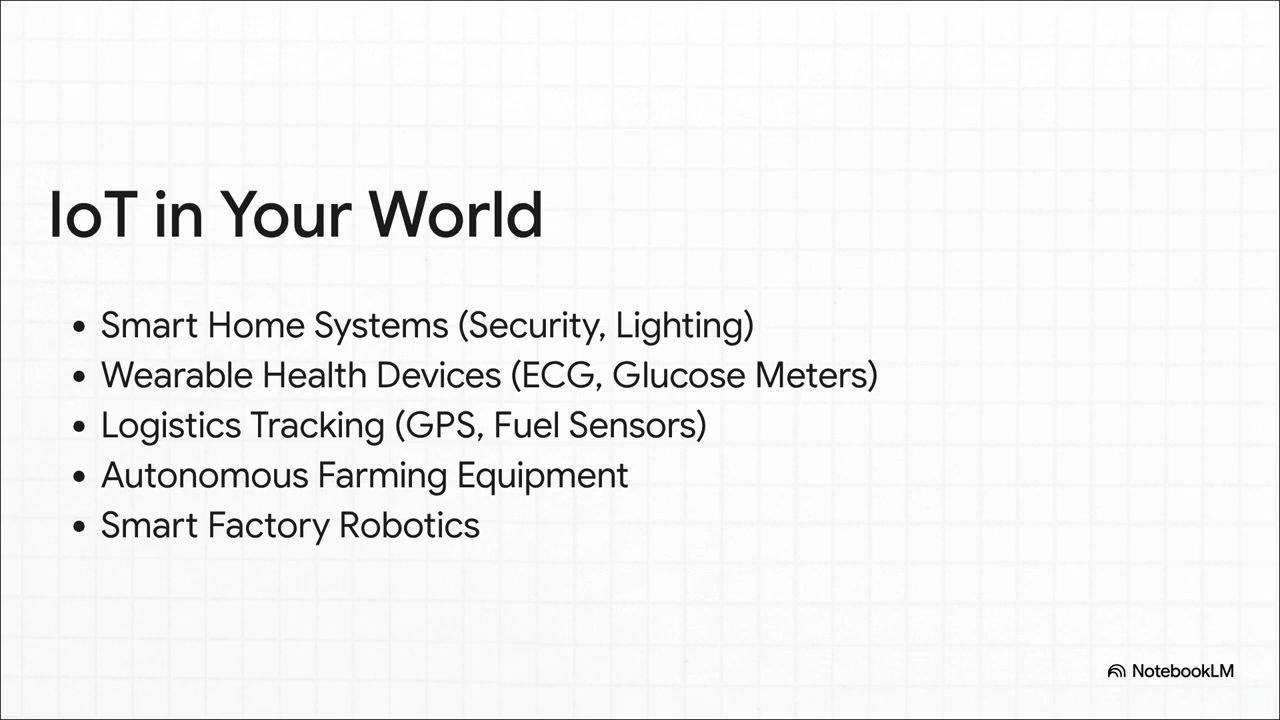 IoT in Your World
• Smart Home Systems (Security, Lighting)
• Wearable Health Devices (ECG, Glucose Meters)
• Logistics Tracking (GPS, Fuel Sensors)
• Autonomous Farming Equipment
• Smart Factory Robotics
NotebookLM